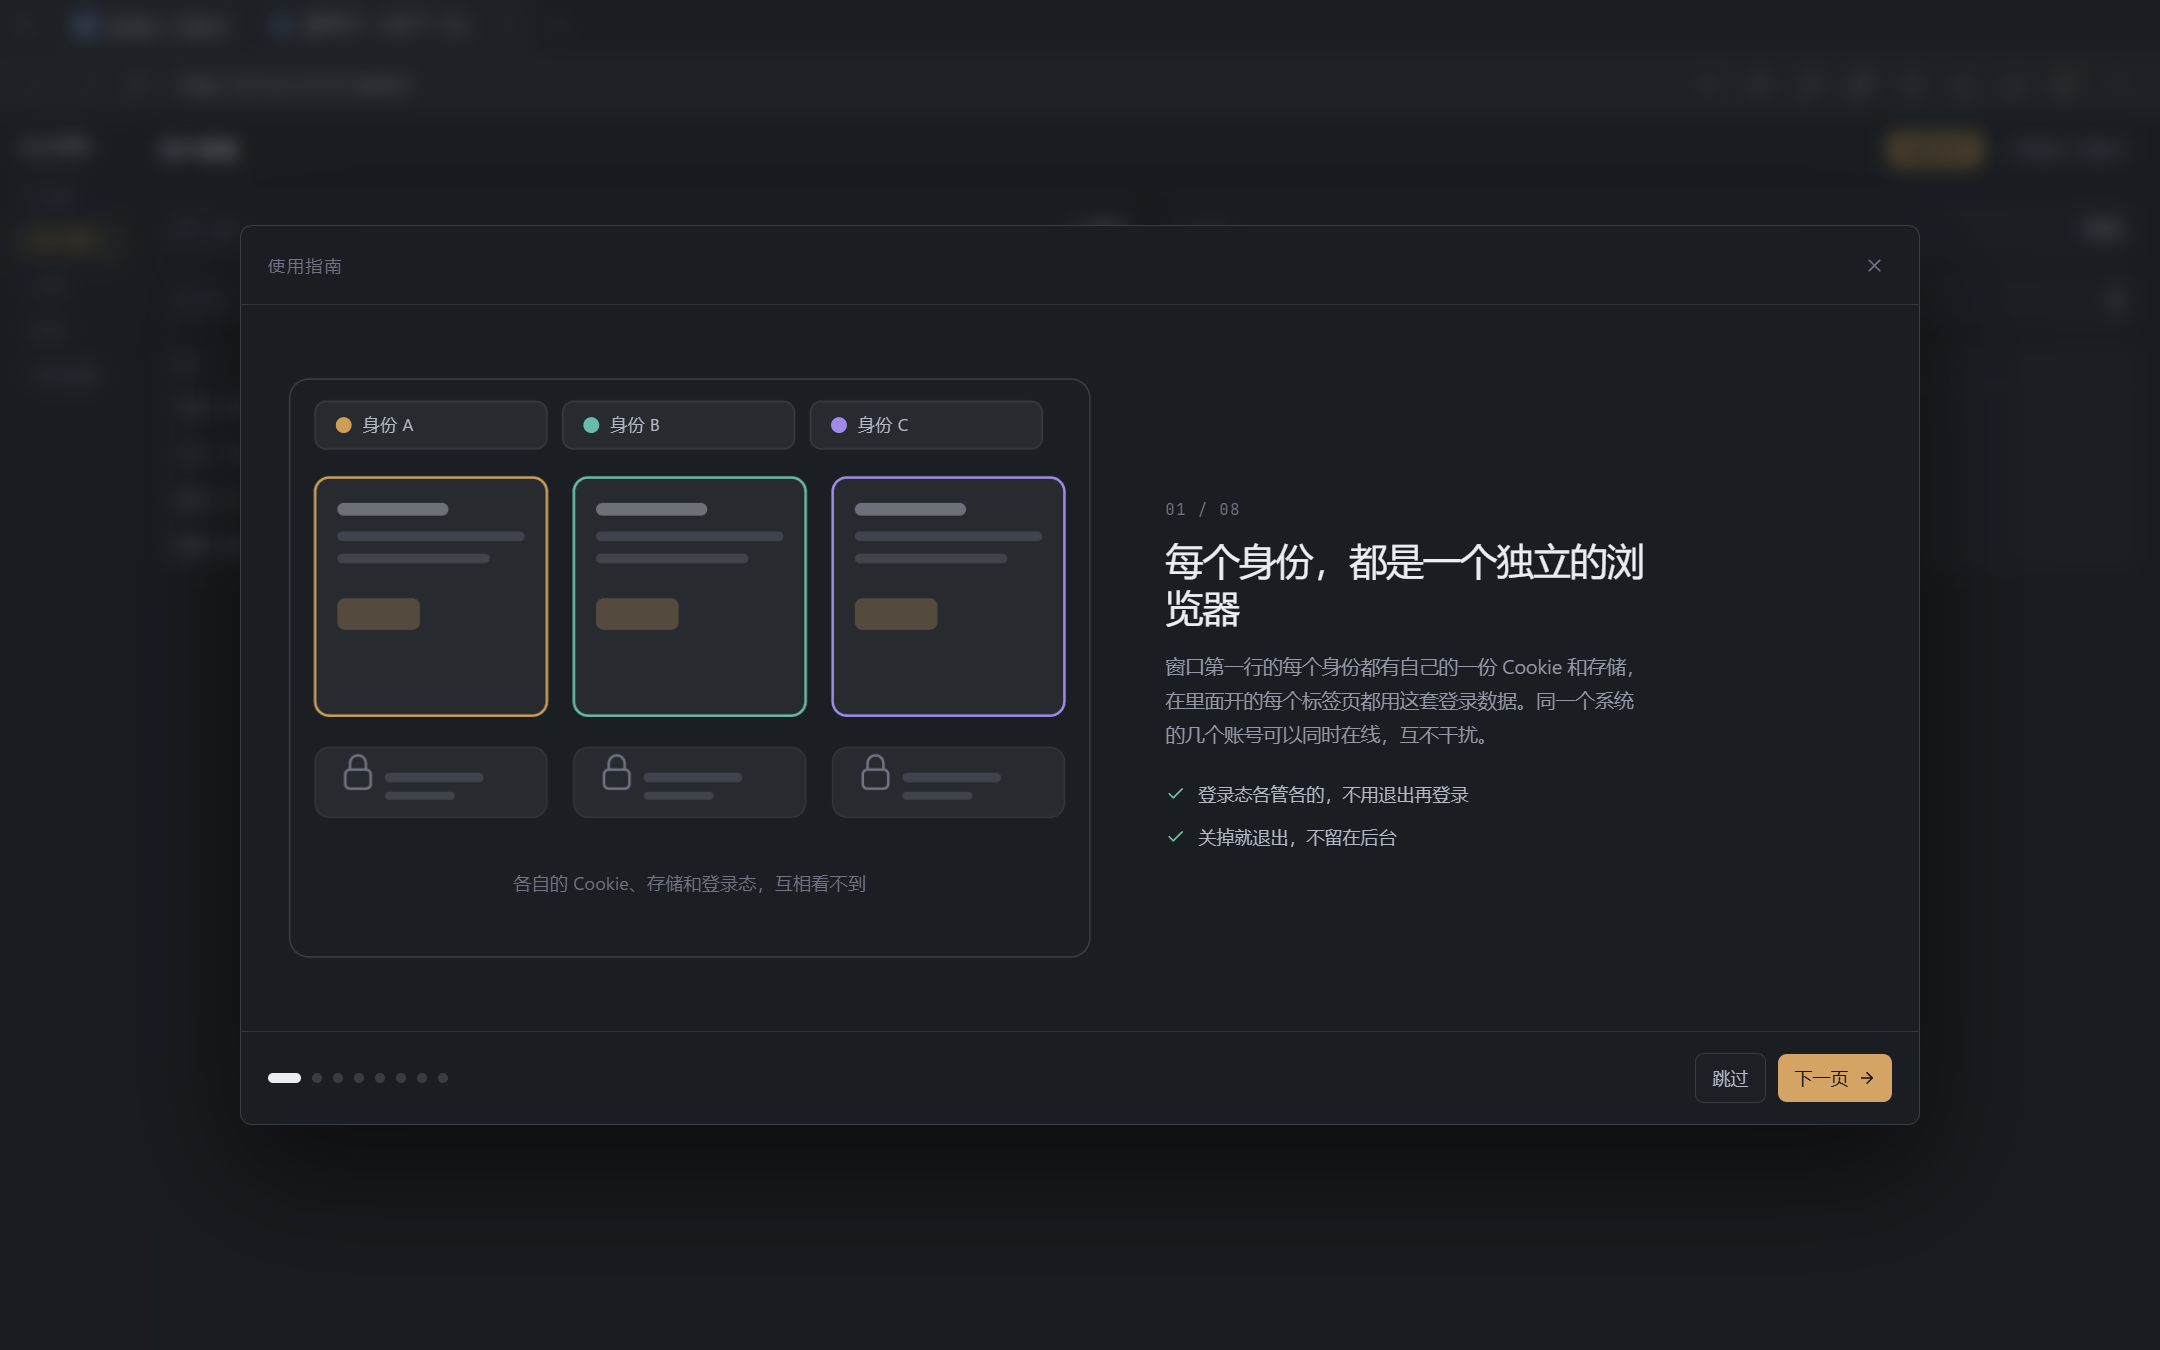 使用指南
身份 A
身份 B
身份 C
各自的 Cookie、存储和登录态，互相看不到
01 / 08
每个身份，都是一个独立的浏
览器
窗口第一行的每个身份都有自己的一份 Cookie 和存储，
在里面开的每个标签页都用这套登录数据。同一个系统
的几个账号可以同时在线，互不干扰。
登录态各管各的，不用退出再登录
关掉就退出，不留在后台
跳过
下一页